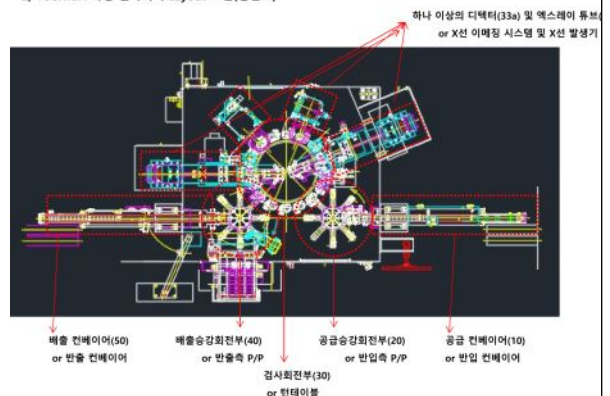 하나 이상의 디텍터(33a) 및 엑스레이 튜브(
or X선 이메징 시스템 및 X선 발생기
배출 컨베이어(50)
or 반출 컨베이어
배출승강회전부(40)
or 반출측 P/P
공급승강회전부(20)
or 반입측 P/P
공급 컨베이어(10)
or 반입 컨베이어
검사회전부(30)
or 턴테이블